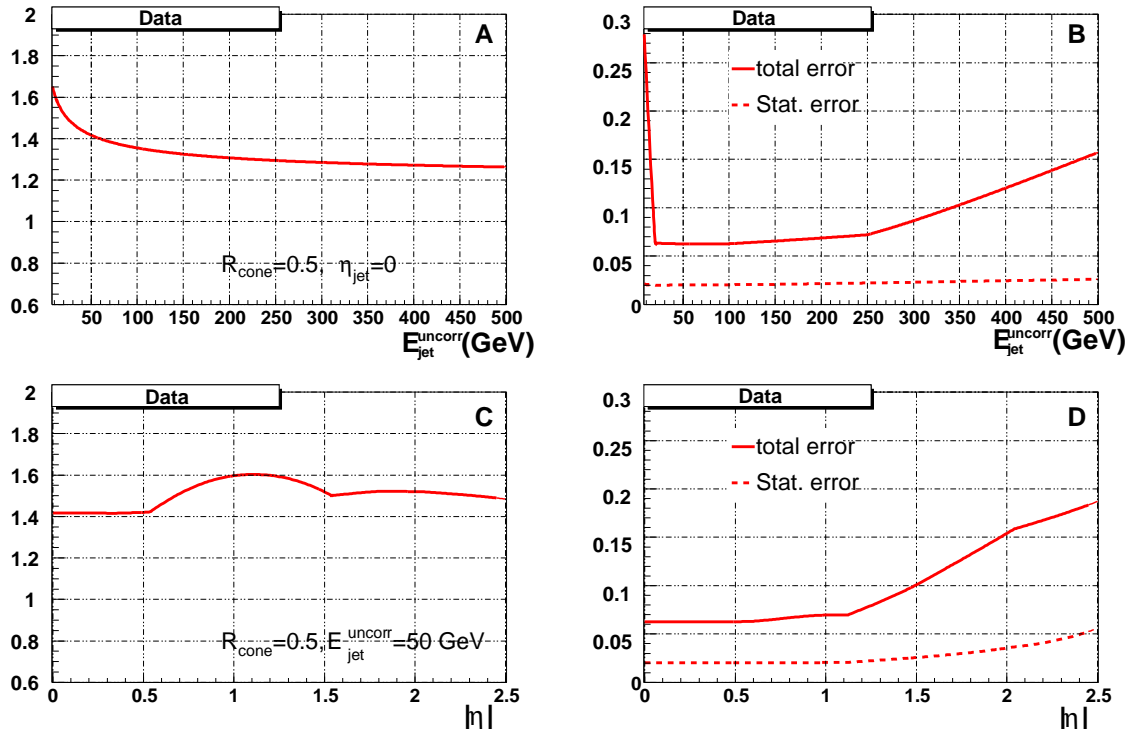 Data
A
2
1.8
1.6
1.4
1.2
1
0.8
0.6
R_cone=0.5, η_jet=0
50 100 150 200 250 300 350 400 450 500
E_jet^uncorr(GeV)
Data
B
0.3
0.25
0.2
0.15
0.1
0.05
0
total error
Stat. error
50 100 150 200 250 300 350 400 450 500
E_jet^uncorr(GeV)
Data
C
2
1.8
1.6
1.4
1.2
1
0.8
0.6
R_cone=0.5,E_jet^uncorr=50 GeV
0 0.5 1 1.5 2 2.5
|η|
Data
D
0.3
0.25
0.2
0.15
0.1
0.05
0
total error
Stat. error
0 0.5 1 1.5 2 2.5
|η|